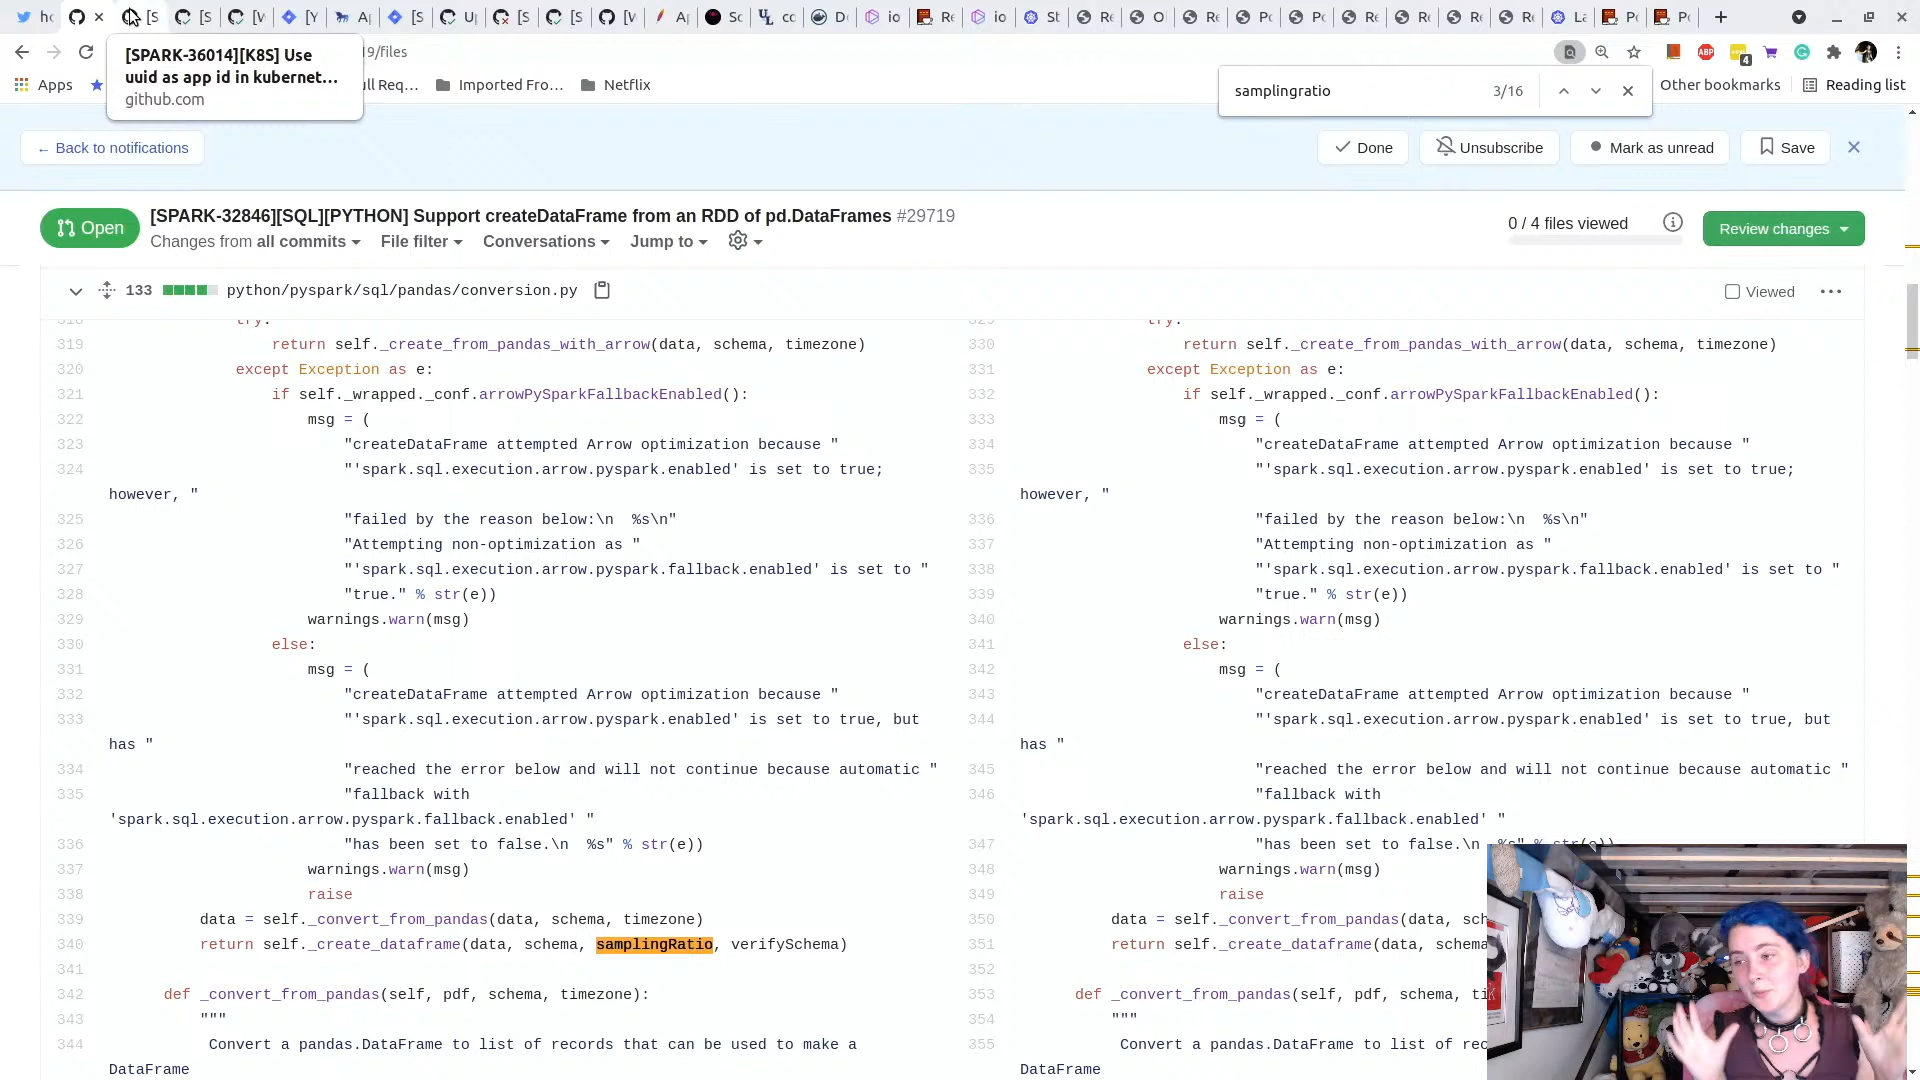 [SPARK-36014][K8S] Use
uuid as app id in kubernet...
github.com
19/files
Apps
ull Req...
Imported Fro...
Netflix
samplingratio 3/16
Other bookmarks
Reading list
4
← Back to notifications
Done
Unsubscribe
Mark as unread
Save
Open
[SPARK-32846][SQL][PYTHON] Support createDataFrame from an RDD of pd.DataFrames #29719
Changes from all commits
File filter
Conversations
Jump to
0 / 4 files viewed
Review changes
133 python/pyspark/sql/pandas/conversion.py
Viewed
318 try:
319 return self._create_from_pandas_with_arrow(data, schema, timezone)
320 except Exception as e:
321 if self._wrapped._conf.arrowPySparkFallbackEnabled():
322 msg = (
323 "createDataFrame attempted Arrow optimization because "
324 "'spark.sql.execution.arrow.pyspark.enabled' is set to true;
however, "
325 "failed by the reason below:\n  %s\n"
326 "Attempting non-optimization as "
327 "'spark.sql.execution.arrow.pyspark.fallback.enabled' is set to "
328 "true." % str(e))
329 warnings.warn(msg)
330 else:
331 msg = (
332 "createDataFrame attempted Arrow optimization because "
333 "'spark.sql.execution.arrow.pyspark.enabled' is set to true, but
has "
334 "reached the error below and will not continue because automatic "
335 "fallback with
'spark.sql.execution.arrow.pyspark.fallback.enabled' "
336 "has been set to false.\n  %s" % str(e))
337 warnings.warn(msg)
338 raise
339 data = self._convert_from_pandas(data, schema, timezone)
340 return self._create_dataframe(data, schema, samplingRatio, verifySchema)
341
342 def _convert_from_pandas(self, pdf, schema, timezone):
343 """
344 Convert a pandas.DataFrame to list of records that can be used to make a
DataFrame
329 try:
330 return self._create_from_pandas_with_arrow(data, schema, timezone)
331 except Exception as e:
332 if self._wrapped._conf.arrowPySparkFallbackEnabled():
333 msg = (
334 "createDataFrame attempted Arrow optimization because "
335 "'spark.sql.execution.arrow.pyspark.enabled' is set to true;
however, "
336 "failed by the reason below:\n  %s\n"
337 "Attempting non-optimization as "
338 "'spark.sql.execution.arrow.pyspark.fallback.enabled' is set to "
339 "true." % str(e))
340 warnings.warn(msg)
341 else:
342 msg = (
343 "createDataFrame attempted Arrow optimization because "
344 "'spark.sql.execution.arrow.pyspark.enabled' is set to true, but
has "
345 "reached the error below and will not continue because automatic "
346 "fallback with
'spark.sql.execution.arrow.pyspark.fallback.enabled' "
347 "has been set to false.\n  %s" % str(e))
348 warnings.warn(msg)
349 raise
350 data = self._convert_from_pandas(data, sch
351 return self._create_dataframe(data, schema
352
353 def _convert_from_pandas(self, pdf, schema, ti
354 """
355 Convert a pandas.DataFrame to list of rec
DataFrame